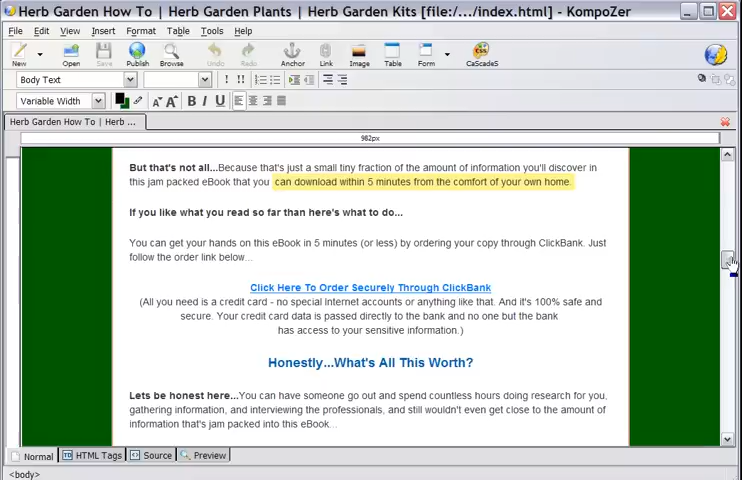 Herb Garden How To | Herb Garden Plants | Herb Garden Kits [file:/.../index.html] - KompoZer
File Edit View Insert Format Table Tools Help
New Open Save Publish Browse Undo Redo Anchor Link Image Table Form CaScadeS
Body Text
Variable Width B I U
Herb Garden How To | Herb ...
982px
But that's not all...Because that's just a small tiny fraction of the amount of information you'll discover in
this jam packed eBook that you can download within 5 minutes from the comfort of your own home.
If you like what you read so far than here's what to do...
You can get your hands on this eBook in 5 minutes (or less) by ordering your copy through ClickBank. Just
follow the order link below...
Click Here To Order Securely Through ClickBank
(All you need is a credit card - no special Internet accounts or anything like that. And it's 100% safe and
secure. Your credit card data is passed directly to the bank and no one but the bank
has access to your sensitive information.)
Honestly...What's All This Worth?
Lets be honest here...You can have someone go out and spend countless hours doing research for you,
gathering information, and interviewing the professionals, and still wouldn't even get close to the amount of
information that's jam packed into this eBook...
Normal TD HTML Tags Source Preview
<body>